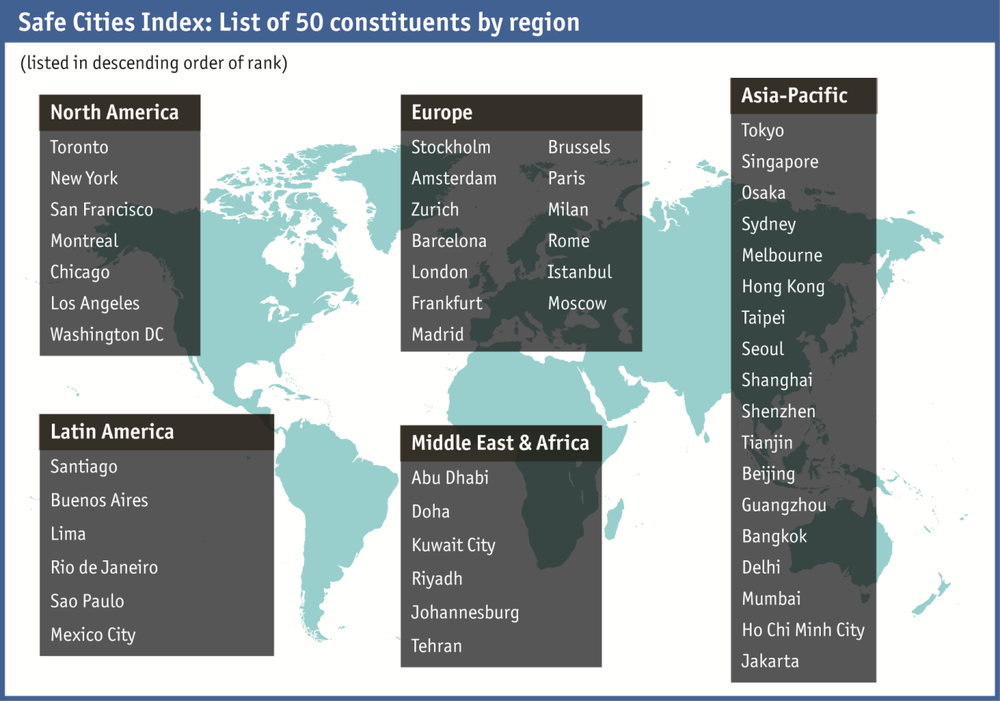 Safe Cities Index: List of 50 constituents by region
(listed in descending order of rank)
North America
Toronto
New York
San Francisco
Montreal
Chicago
Los Angeles
Washington DC
Europe
Stockholm
Amsterdam
Zurich
Barcelona
London
Frankfurt
Madrid
Brussels
Paris
Milan
Rome
Istanbul
Moscow
Asia-Pacific
Tokyo
Singapore
Osaka
Sydney
Melbourne
Hong Kong
Taipei
Seoul
Shanghai
Shenzhen
Tianjin
Beijing
Guangzhou
Bangkok
Delhi
Mumbai
Ho Chi Minh City
Jakarta
Latin America
Santiago
Buenos Aires
Lima
Rio de Janeiro
Sao Paulo
Mexico City
Middle East & Africa
Abu Dhabi
Doha
Kuwait City
Riyadh
Johannesburg
Tehran